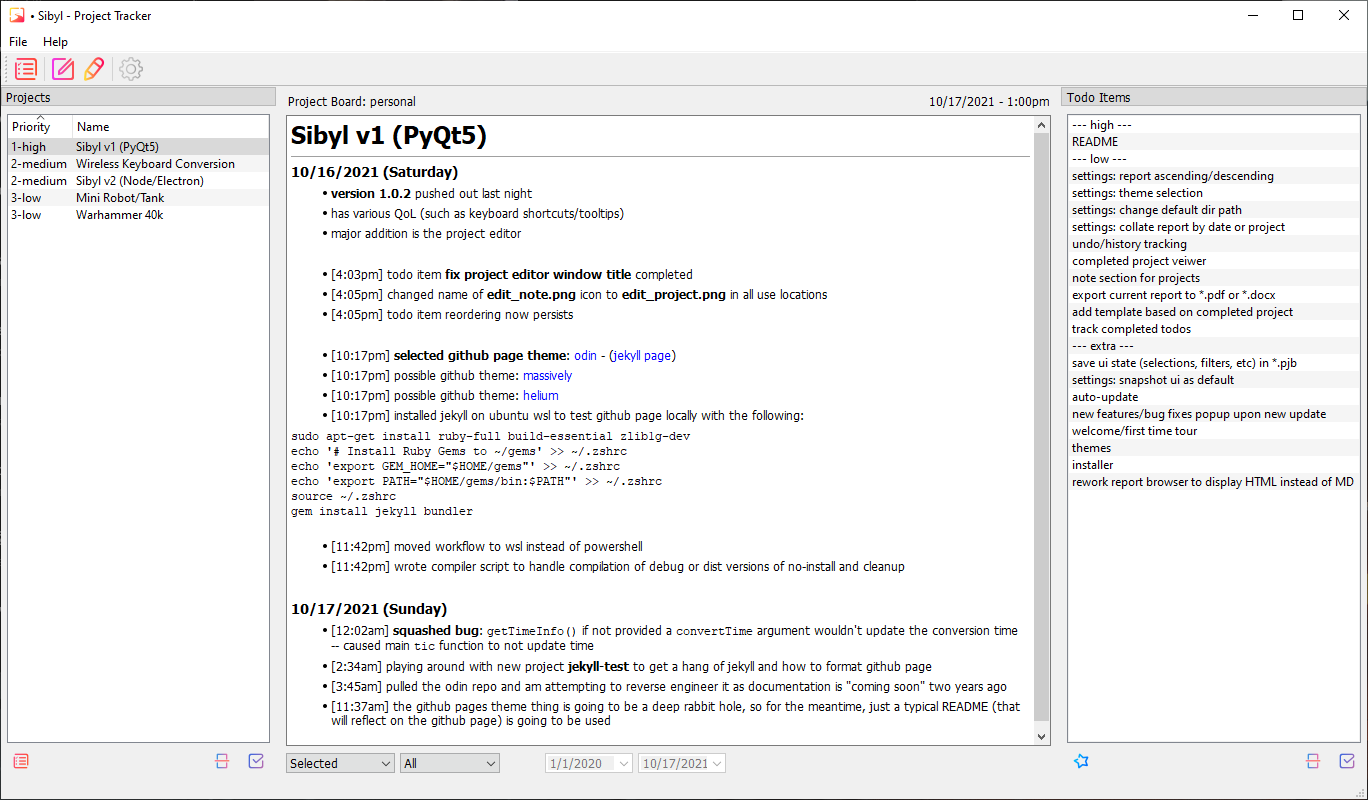 • Sibyl - Project Tracker
File Help
Projects
Priority Name
1-high Sibyl v1 (PyQt5)
2-medium Wireless Keyboard Conversion
2-medium Sibyl v2 (Node/Electron)
3-low Mini Robot/Tank
3-low Warhammer 40k
Project Board: personal 10/17/2021 - 1:00pm
Sibyl v1 (PyQt5)
10/16/2021 (Saturday)
• version 1.0.2 pushed out last night
• has various QoL (such as keyboard shortcuts/tooltips)
• major addition is the project editor
• [4:03pm] todo item fix project editor window title completed
• [4:05pm] changed name of edit_note.png icon to edit_project.png in all use locations
• [4:05pm] todo item reordering now persists
• [10:17pm] selected github page theme: odin - (jekyll page)
• [10:17pm] possible github theme: massively
• [10:17pm] possible github theme: helium
• [10:17pm] installed jekyll on ubuntu wsl to test github page locally with the following:
sudo apt-get install ruby-full build-essential zliblg-dev
echo '# Install Ruby Gems to ~/gems' >> ~/.zshrc
echo 'export GEM_HOME="$HOME/gems"' >> ~/.zshrc
echo 'export PATH="$HOME/gems/bin:$PATH"' >> ~/.zshrc
source ~/.zshrc
gem install jekyll bundler
• [11:42pm] moved workflow to wsl instead of powershell
• [11:42pm] wrote compiler script to handle compilation of debug or dist versions of no-install and cleanup
10/17/2021 (Sunday)
• [12:02am] squashed bug: getTimeInfo() if not provided a convertTime argument wouldn't update the conversion time
-- caused main tic function to not update time
• [2:34am] playing around with new project jekyll-test to get a hang of jekyll and how to format github page
• [3:45am] pulled the odin repo and am attempting to reverse engineer it as documentation is "coming soon" two years ago
• [11:37am] the github pages theme thing is going to be a deep rabbit hole, so for the meantime, just a typical README (that
will reflect on the github page) is going to be used
Selected All 1/1/2020 10/17/2021
Todo Items
--- high ---
README
--- low ---
settings: report ascending/descending
settings: theme selection
settings: change default dir path
settings: collate report by date or project
undo/history tracking
completed project veiwer
note section for projects
export current report to *.pdf or *.docx
add template based on completed project
track completed todos
--- extra ---
save ui state (selections, filters, etc) in *.pjb
settings: snapshot ui as default
auto-update
new features/bug fixes popup upon new update
welcome/first time tour
themes
installer
rework report browser to display HTML instead of MD